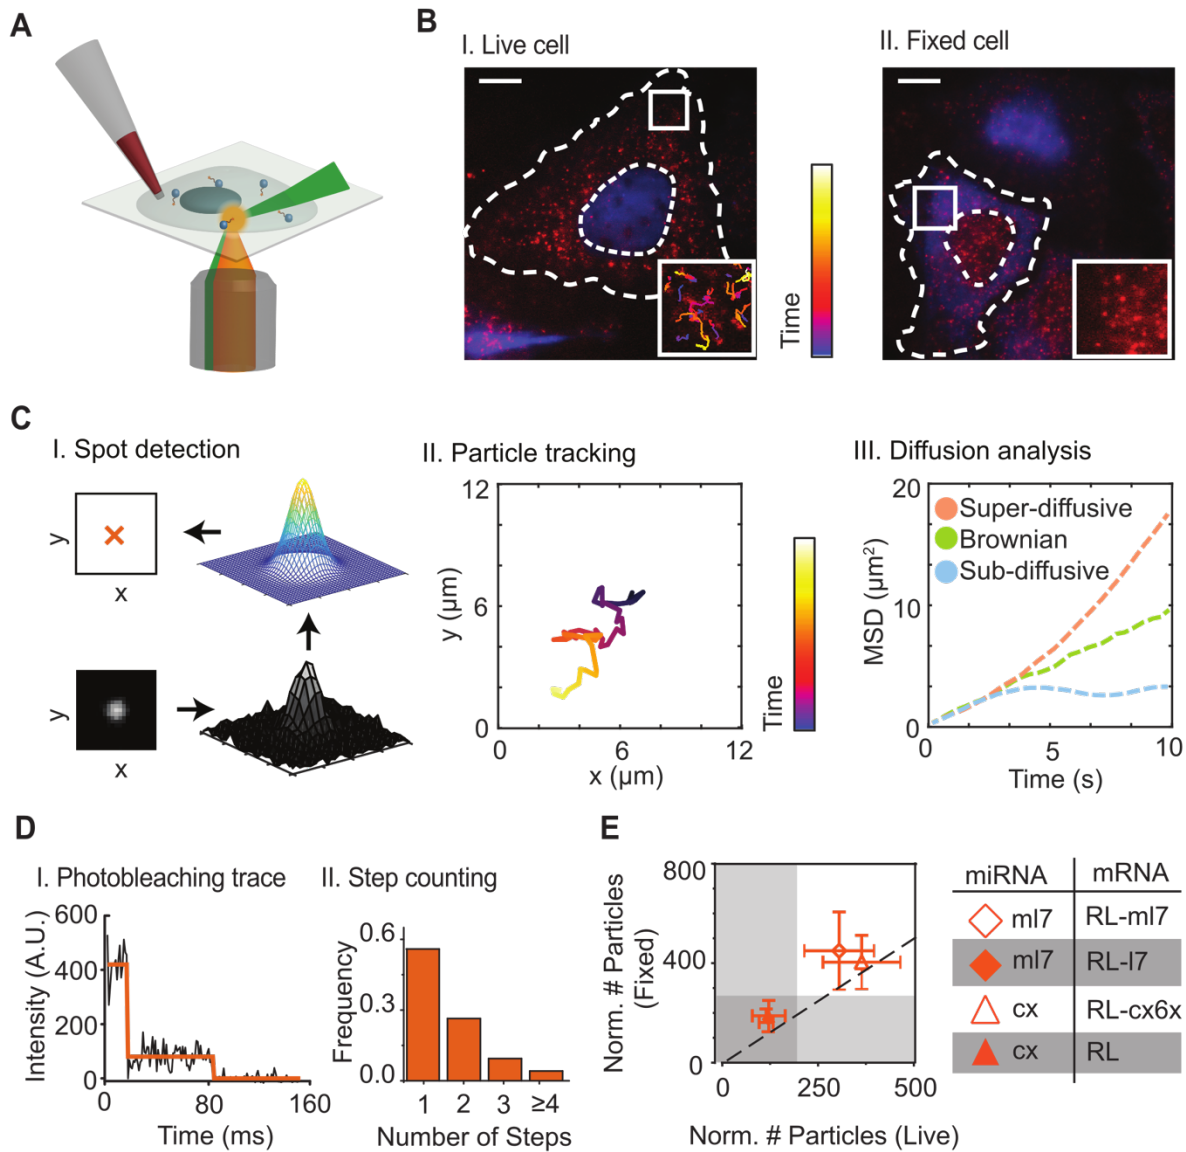 A
B
I. Live cell
II. Fixed cell
Time
C
I. Spot detection
II. Particle tracking
III. Diffusion analysis
y
x
y
x
12
6
0
y (µm)
0
6
12
x (µm)
Time
20
10
0
MSD (µm²)
Super-diffusive
Brownian
Sub-diffusive
0
5
10
Time (s)
D
I. Photobleaching trace
II. Step counting
600
400
200
0
Intensity (A.U.)
0
80
160
Time (ms)
0.6
0.3
0.0
Frequency
1
2
3
≥4
Number of Steps
E
800
400
0
Norm. # Particles
(Fixed)
0
250
500
Norm. # Particles (Live)
miRNA mRNA
ml7 RL-ml7
ml7 RL-l7
cx RL-cx6x
cx RL